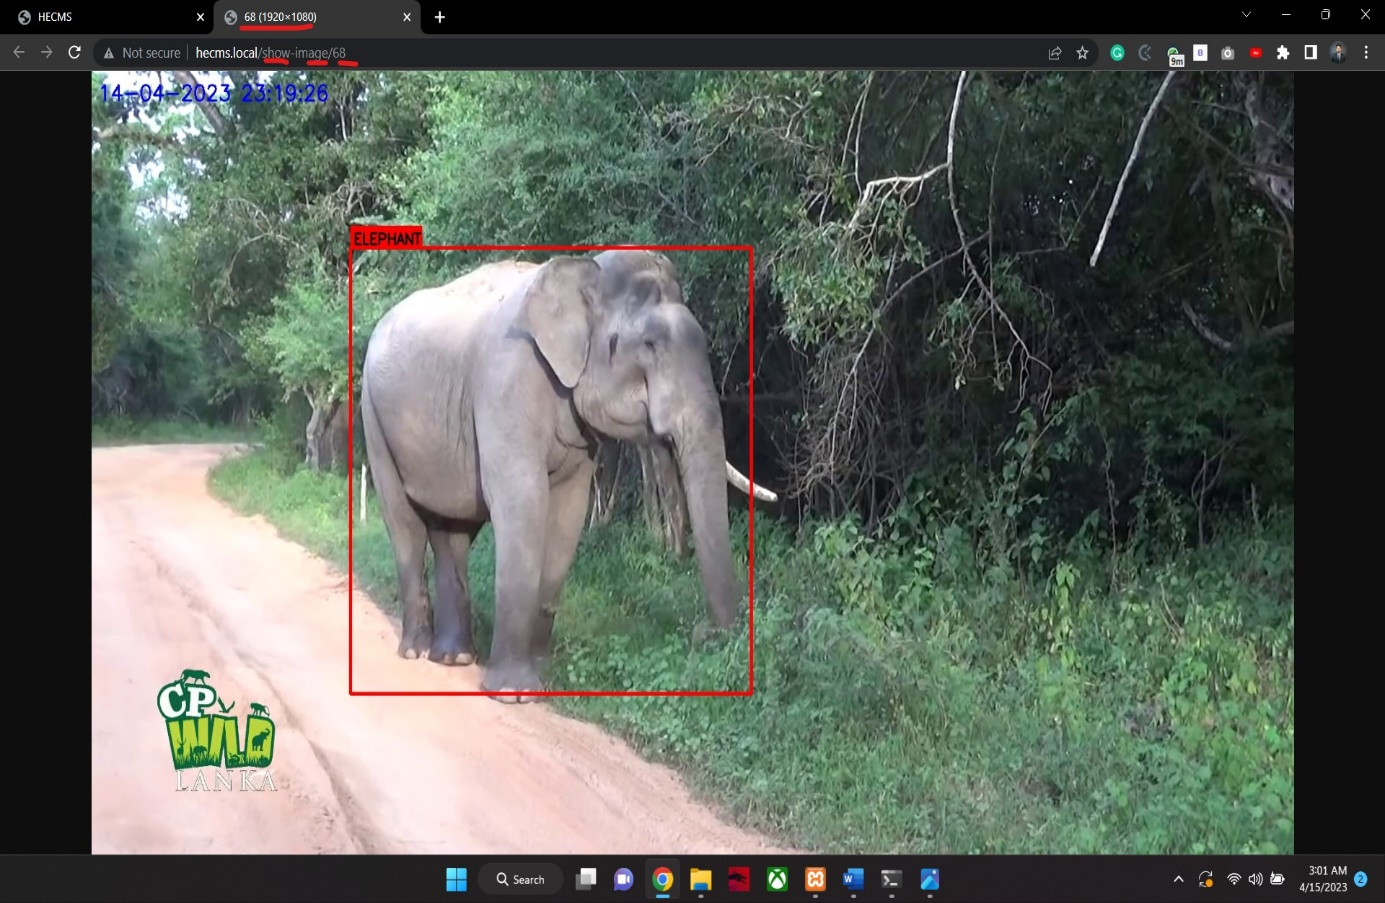 HECMS
68 (1920×1080)
Not secure
hecms.local/show-image/68
9m
14-04-2023 23:19:26
ELEPHANT
CP
WILD
LANKA
Search
3:01 AM
4/15/2023
2